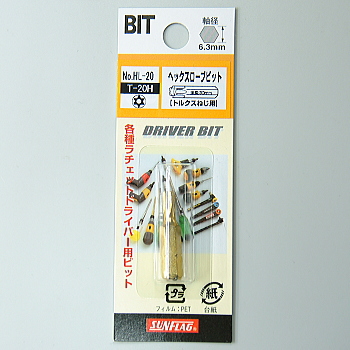 BIT
軸径
6.3mm
No.HL-20
T-20H
ヘックスローブビット
【トルクスねじ用】
DRIVER BIT
各種ラチェットドライバー用ビット
プラ
紙
フィルム:PET
台紙
SUNFLAG